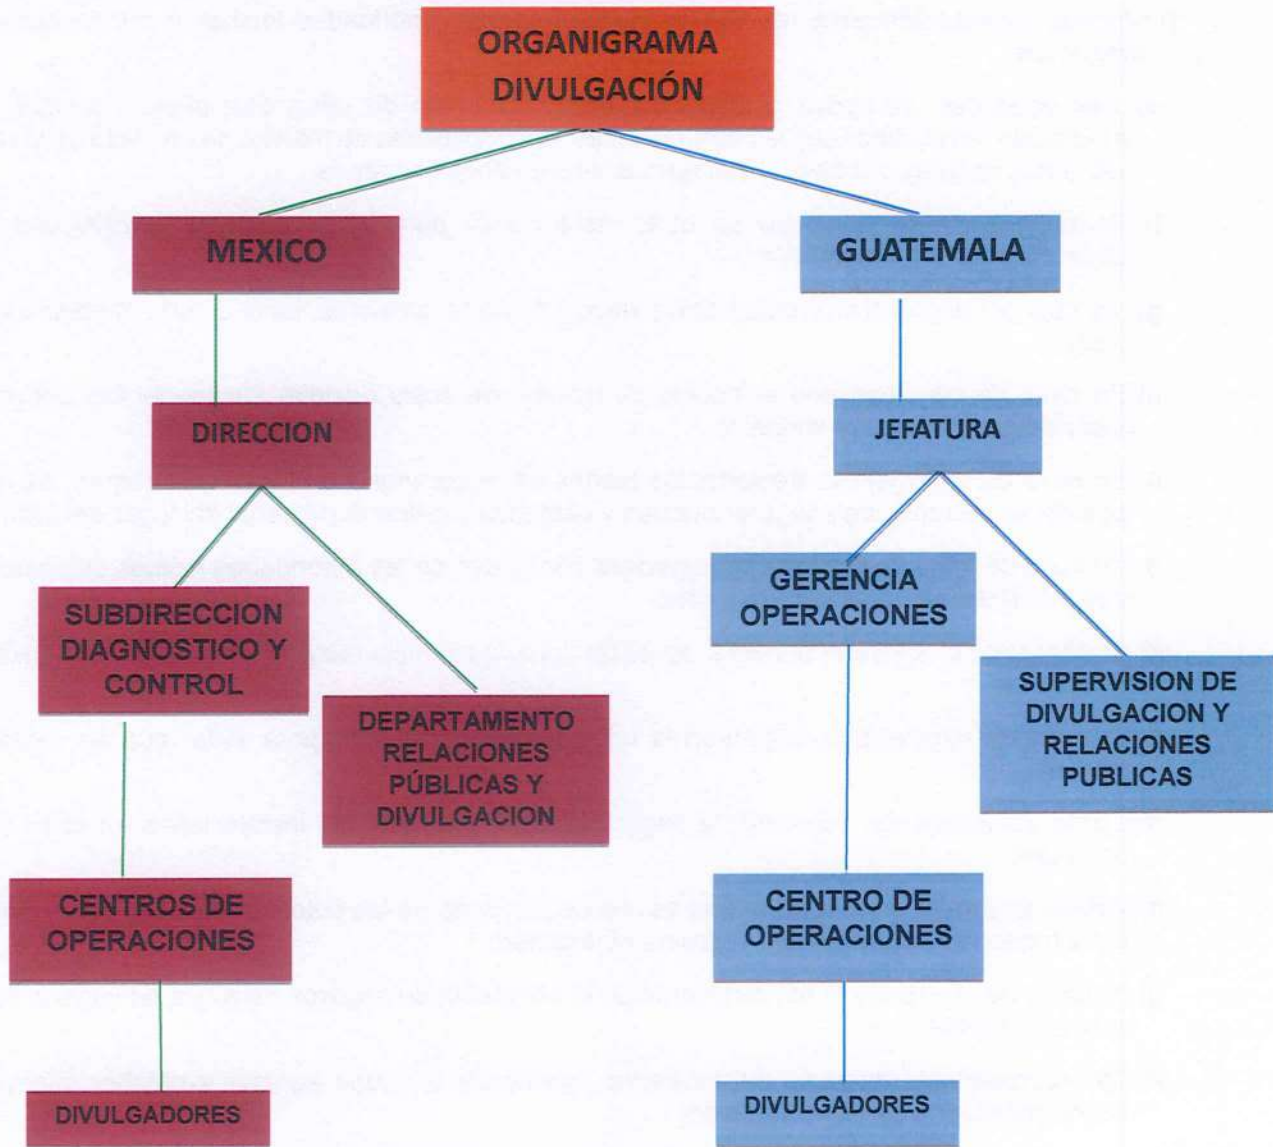 ORGANIGRAMA
DIVULGACIÓN
MEXICO
GUATEMALA
DIRECCION
JEFATURA
SUBDIRECCION
DIAGNOSTICO Y
CONTROL
GERENCIA
OPERACIONES
DEPARTAMENTO
RELACIONES
PÚBLICAS Y
DIVULGACION
SUPERVISION DE
DIVULGACION Y
RELACIONES
PUBLICAS
CENTROS DE
OPERACIONES
CENTRO DE
OPERACIONES
DIVULGADORES
DIVULGADORES